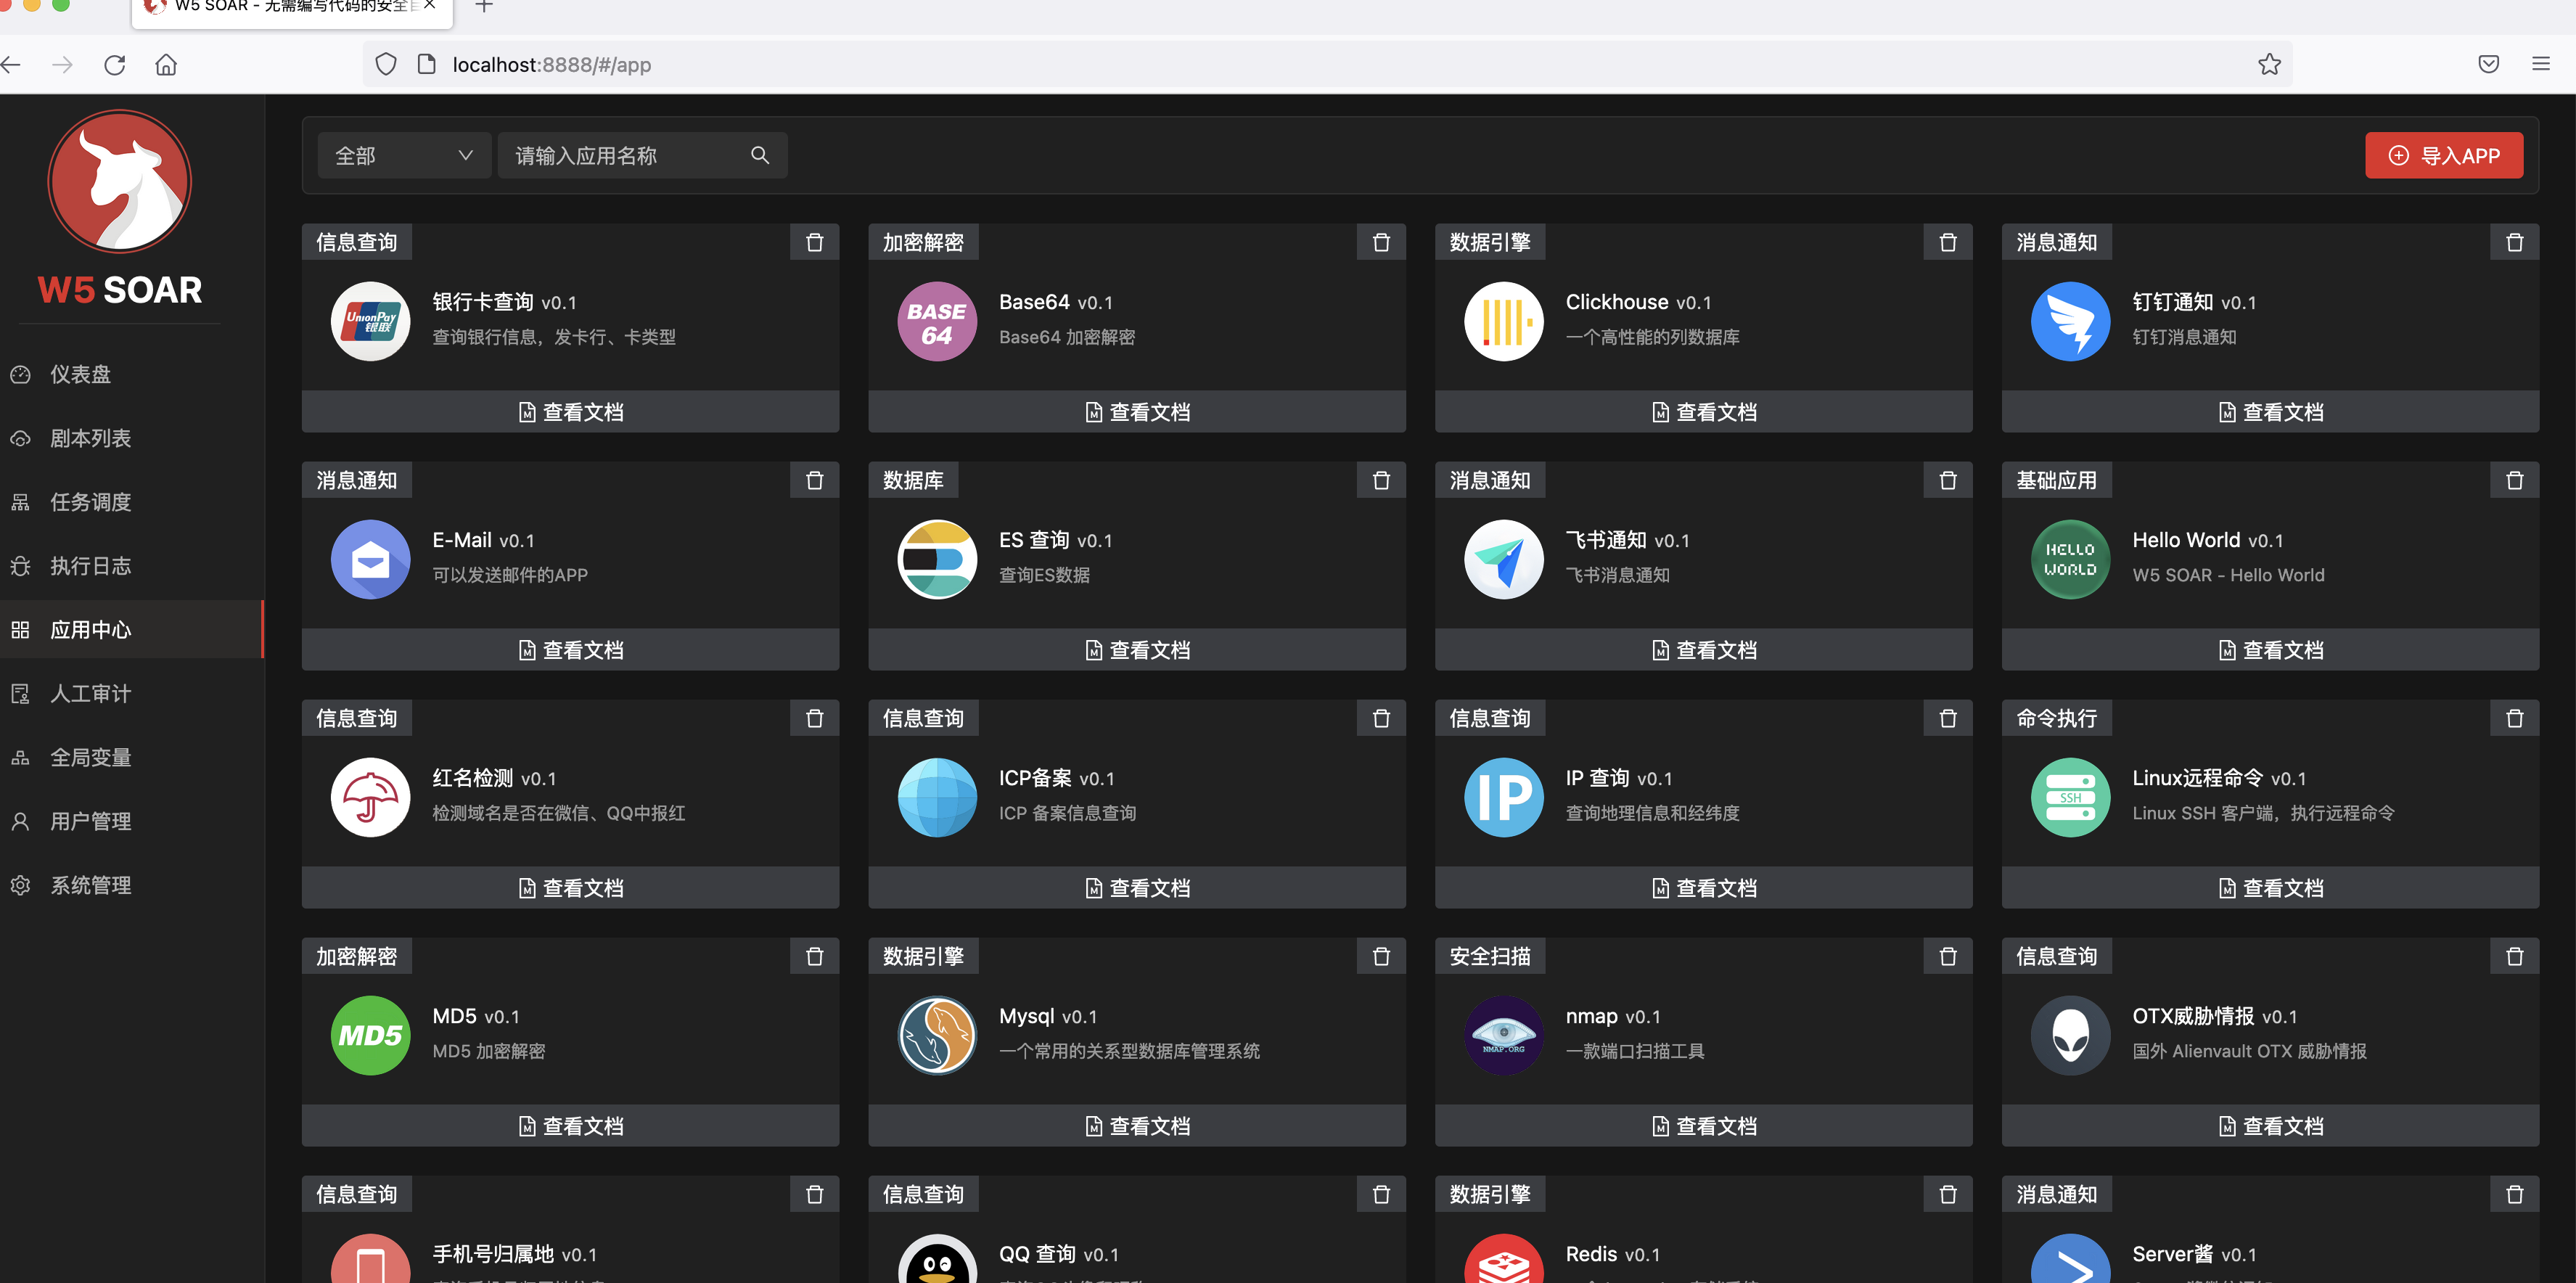 W5 SOAR - 无需编写代码的安全
localhost:8888/#/app
W5 SOAR
仪表盘
剧本列表
任务调度
执行日志
应用中心
人工审计
全局变量
用户管理
系统管理
全部
请输入应用名称
导入APP
信息查询
UnionPay
银联
银行卡查询 v0.1
查询银行信息，发卡行、卡类型
查看文档
加密解密
BASE
64
Base64 v0.1
Base64 加密解密
查看文档
数据引擎
Clickhouse v0.1
一个高性能的列数据库
查看文档
消息通知
钉钉通知 v0.1
钉钉消息通知
查看文档
消息通知
E-Mail v0.1
可以发送邮件的APP
查看文档
数据库
ES 查询 v0.1
查询ES数据
查看文档
消息通知
飞书通知 v0.1
飞书消息通知
查看文档
基础应用
HELLO
WORLD
Hello World v0.1
W5 SOAR - Hello World
查看文档
信息查询
红名检测 v0.1
检测域名是否在微信、QQ中报红
查看文档
信息查询
ICP备案 v0.1
ICP 备案信息查询
查看文档
信息查询
IP
IP 查询 v0.1
查询地理信息和经纬度
查看文档
命令执行
SSH
Linux远程命令 v0.1
Linux SSH 客户端，执行远程命令
查看文档
加密解密
MD5
MD5 v0.1
MD5 加密解密
查看文档
数据引擎
Mysql v0.1
一个常用的关系型数据库管理系统
查看文档
安全扫描
NMAP.ORG
nmap v0.1
一款端口扫描工具
查看文档
信息查询
OTX威胁情报 v0.1
国外 Alienvault OTX 威胁情报
查看文档
信息查询
手机号归属地 v0.1
信息查询
QQ 查询 v0.1
数据引擎
Redis v0.1
消息通知
Server酱 v0.1